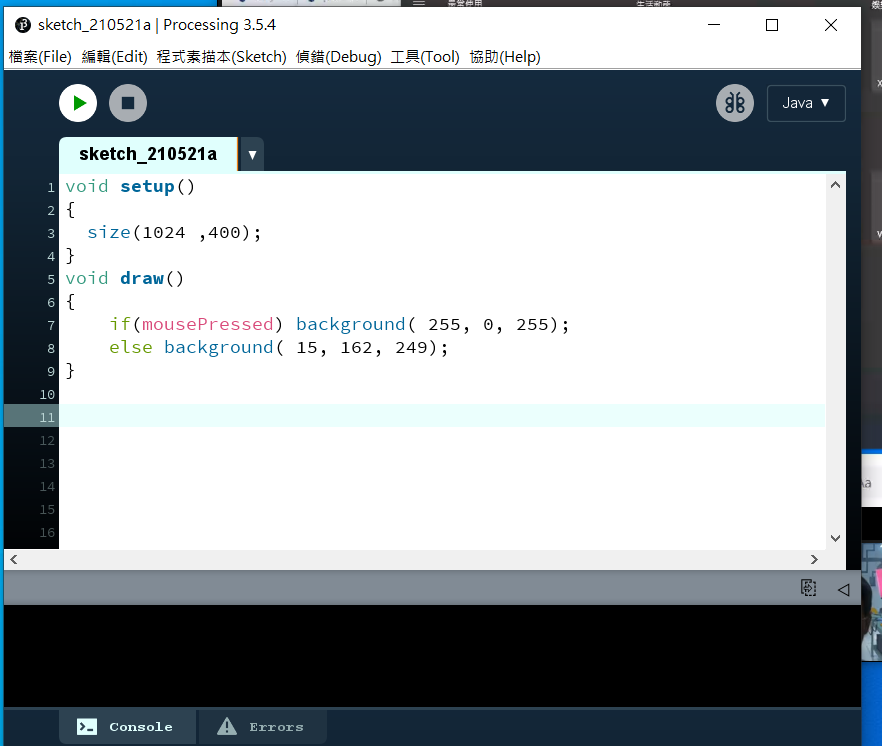 sketch_210521a | Processing 3.5.4
檔案(File) 編輯(Edit) 程式素描本(Sketch) 偵錯(Debug) 工具(Tool) 協助(Help)
Java ▼
sketch_210521a ▼
1 void setup()
2 {
3 size(1024 ,400);
4 }
5 void draw()
6 {
7 if(mousePressed) background( 255, 0, 255);
8 else background( 15, 162, 249);
9 }
10
11
12
13
14
15
16
Console Errors